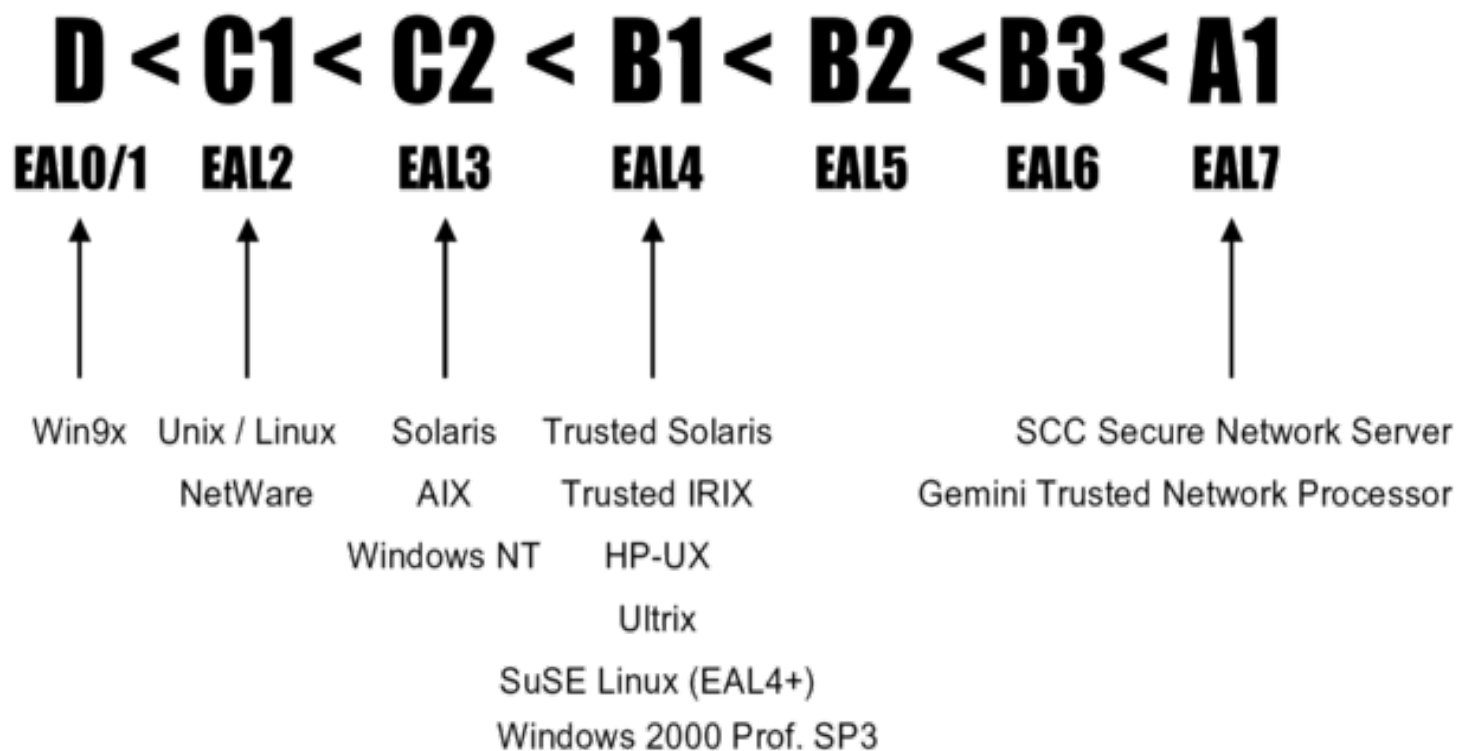 D < C1 < C2 < B1 < B2 < B3 < A1
EAL0/1 EAL2 EAL3 EAL4 EAL5 EAL6 EAL7
Win9x Unix / Linux Solaris Trusted Solaris SCC Secure Network Server
NetWare AIX Trusted IRIX Gemini Trusted Network Processor
Windows NT HP-UX
Ultrix
SuSE Linux (EAL4+)
Windows 2000 Prof. SP3